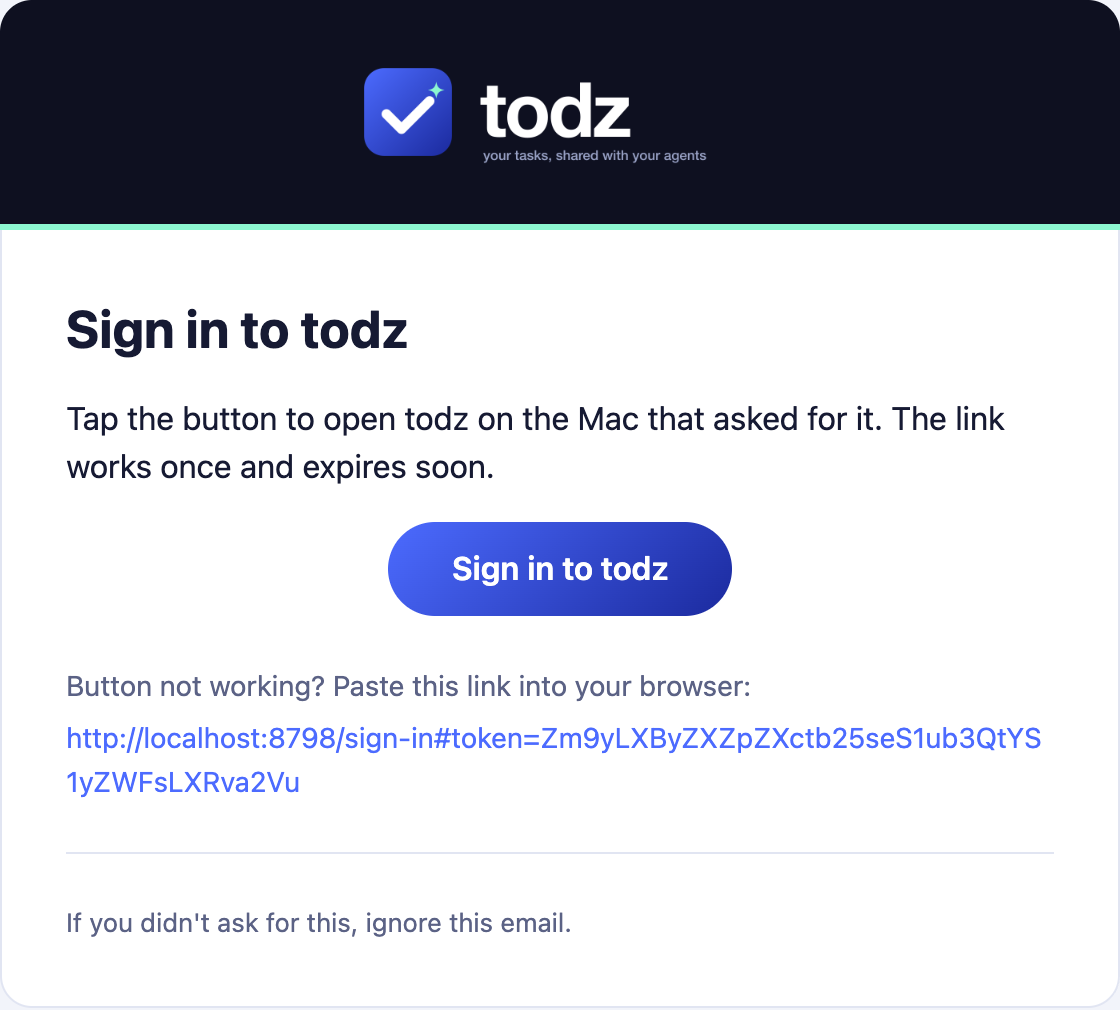 todz
your tasks, shared with your agents
Sign in to todz
Tap the button to open todz on the Mac that asked for it. The link
works once and expires soon.
Sign in to todz
Button not working? Paste this link into your browser:
http://localhost:8798/sign-in#token=Zm9yLXByZXZpZXctb25seS1ub3QtYS
1yZWFsLXRva2Vu
If you didn't ask for this, ignore this email.